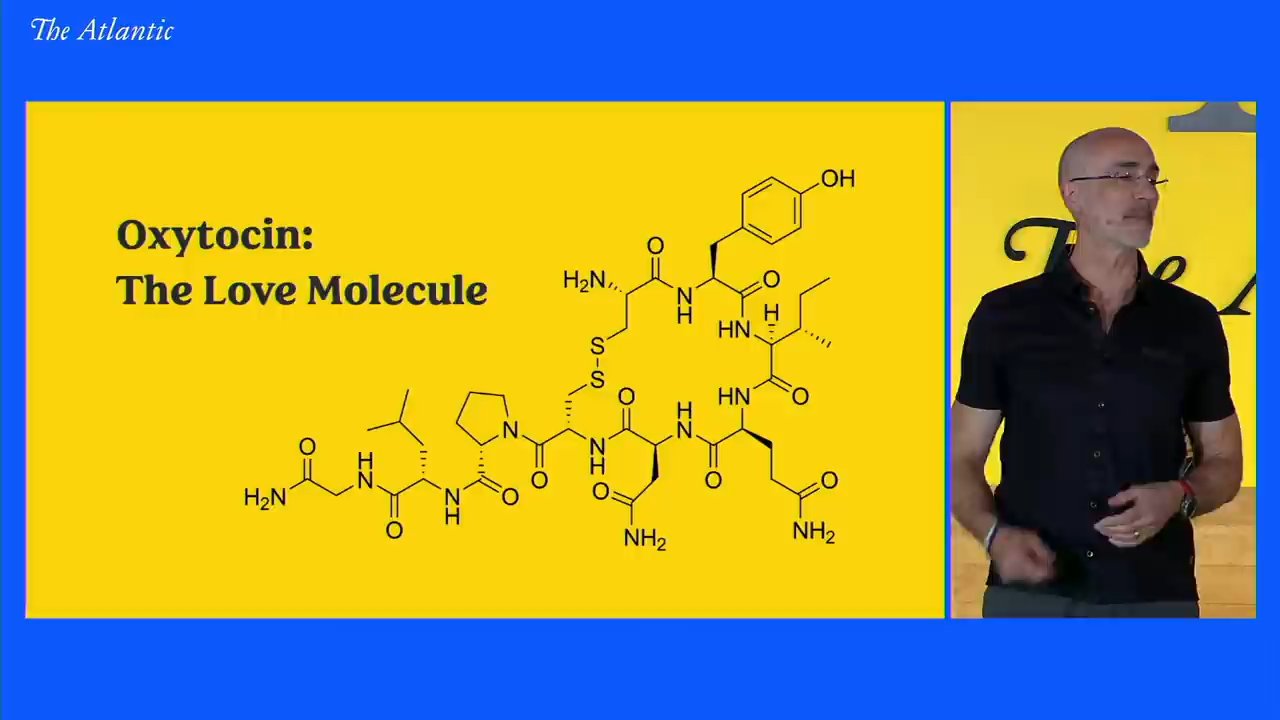 The Atlantic
Oxytocin:
The Love Molecule
OH
O
H₂N
N
H
O
H
HN
S
S
O
HN
O
O
H
N
N
N
H
O
O
H
N
O
O
O
H₂N
N
H
O
O
NH₂
NH₂